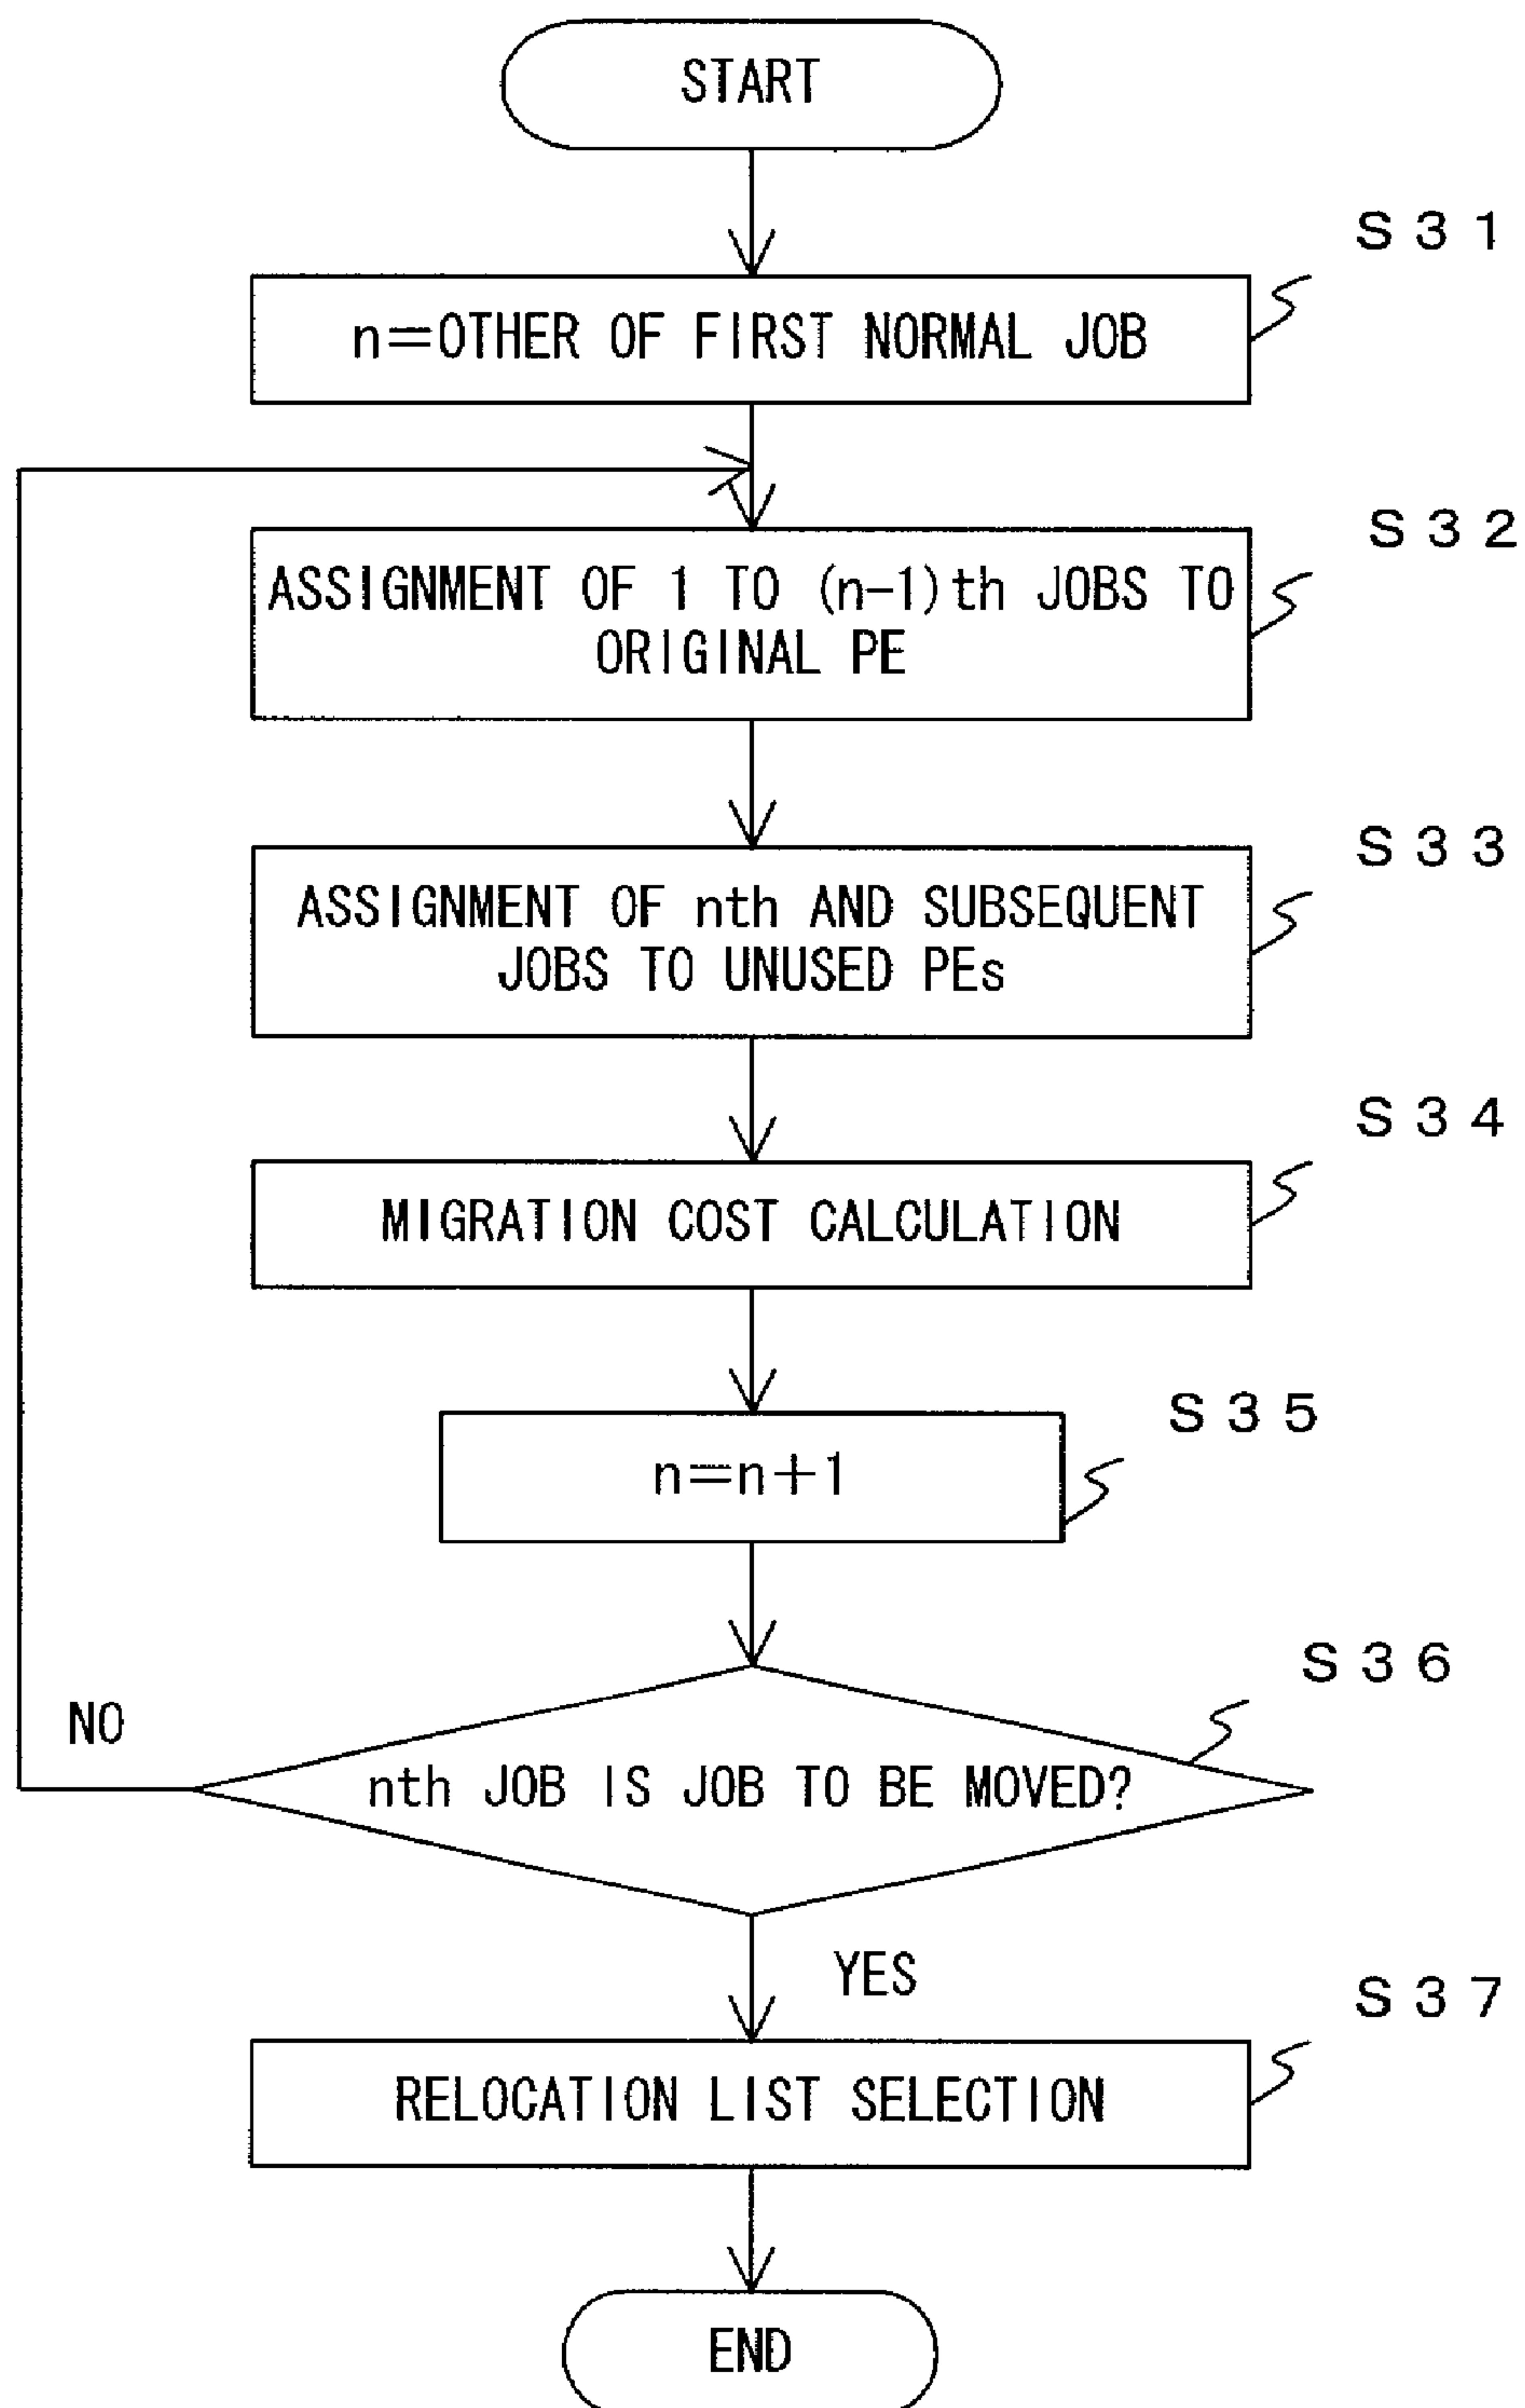 START
S31
n=OTHER OF FIRST NORMAL JOB
S32
ASSIGNMENT OF 1 TO (n-1)th JOBS TO
ORIGINAL PE
S33
ASSIGNMENT OF nth AND SUBSEQUENT
JOBS TO UNUSED PEs
S34
MIGRATION COST CALCULATION
S35
n=n+1
S36
NO
nth JOB IS JOB TO BE MOVED?
YES
S37
RELOCATION LIST SELECTION
END